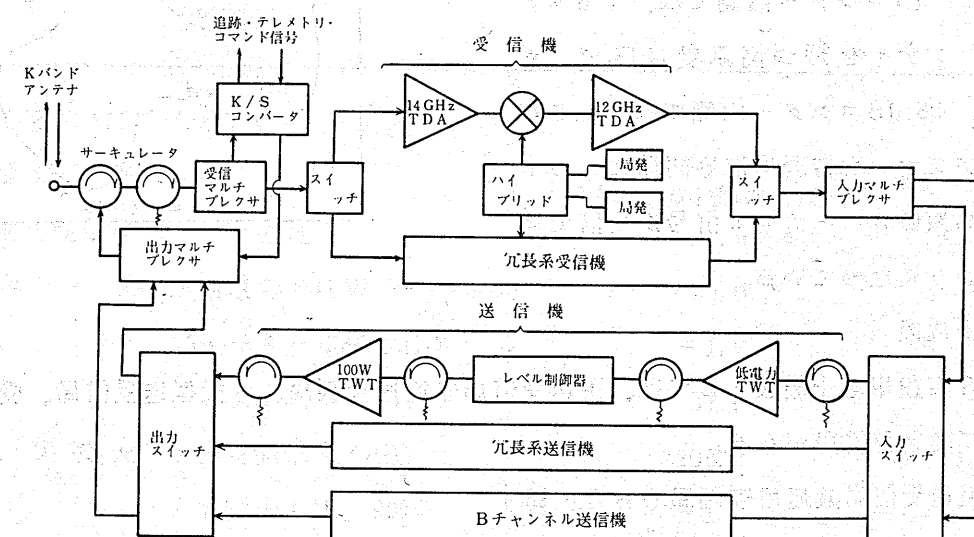 追跡・テレメトリ・
コマンド信号
受信機
Kバンド
アンテナ
K/S
コンバータ
14GHz
TDA
12GHz
TDA
サーキュレータ
受信
マルチ
プレクサ
スイ
ッチ
ハイ
ブリッド
局発
局発
スイ
ッチ
入力マルチ
プレクサ
出力マルチ
プレクサ
冗長系受信機
送信機
100W
TWT
レベル制御器
低電力
TWT
出力
スイッチ
冗長系送信機
入力
スイッチ
Bチャンネル送信機